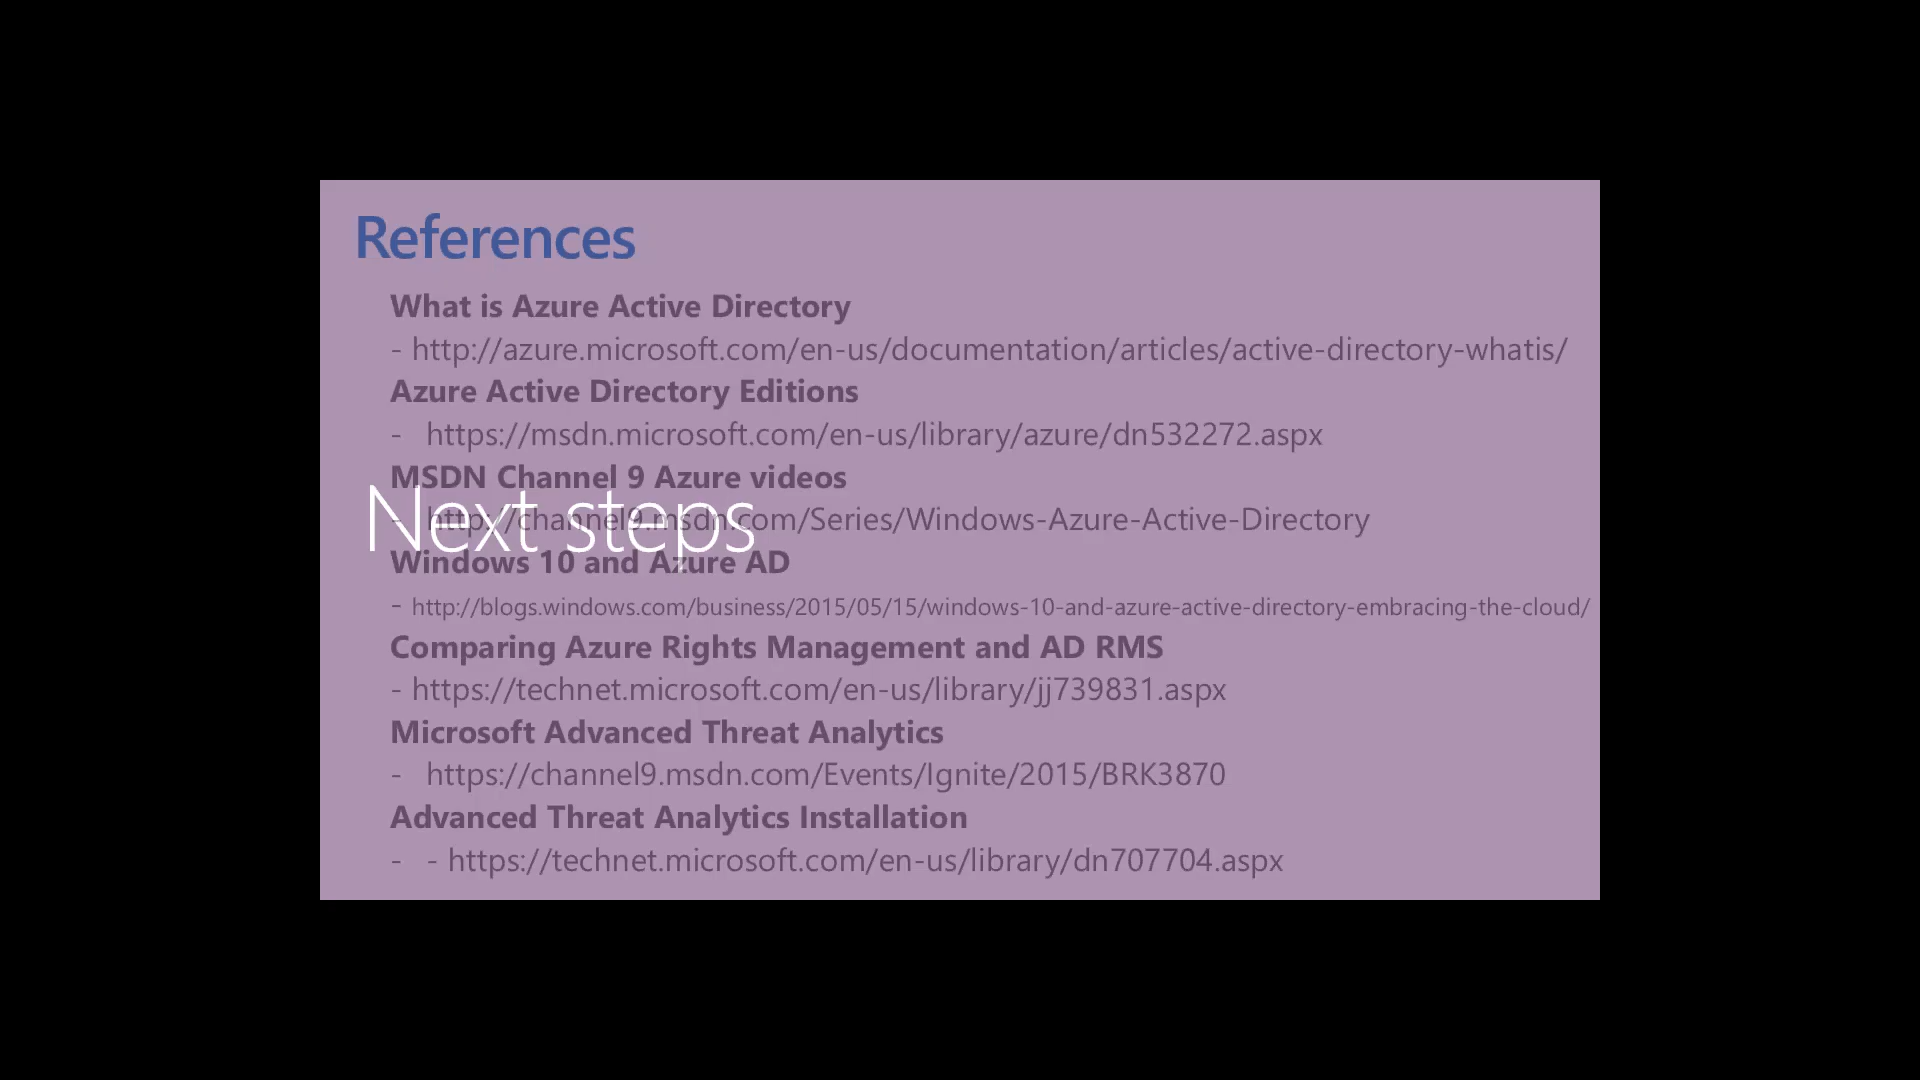 References
What is Azure Active Directory
- http://azure.microsoft.com/en-us/documentation/articles/active-directory-whatis/
Azure Active Directory Editions
- https://msdn.microsoft.com/en-us/library/azure/dn532272.aspx
MSDN Channel 9 Azure videos
- http://channel9.msdn.com/Series/Windows-Azure-Active-Directory
Next steps
Windows 10 and Azure AD
- http://blogs.windows.com/business/2015/05/15/windows-10-and-azure-active-directory-embracing-the-cloud/
Comparing Azure Rights Management and AD RMS
- https://technet.microsoft.com/en-us/library/jj739831.aspx
Microsoft Advanced Threat Analytics
- https://channel9.msdn.com/Events/Ignite/2015/BRK3870
Advanced Threat Analytics Installation
- - https://technet.microsoft.com/en-us/library/dn707704.aspx